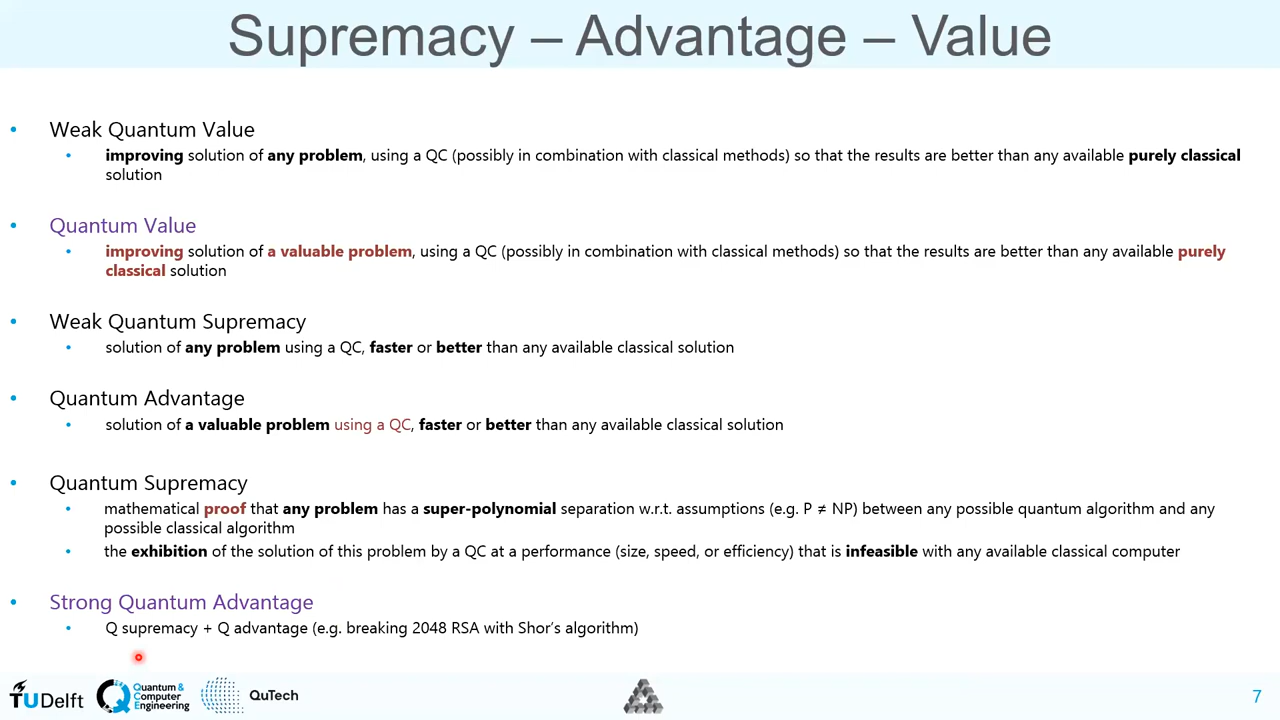 Supremacy – Advantage – Value
• Weak Quantum Value
• improving solution of any problem, using a QC (possibly in combination with classical methods) so that the results are better than any available purely classical
solution
• Quantum Value
• improving solution of a valuable problem, using a QC (possibly in combination with classical methods) so that the results are better than any available purely
classical solution
• Weak Quantum Supremacy
• solution of any problem using a QC, faster or better than any available classical solution
• Quantum Advantage
• solution of a valuable problem using a QC, faster or better than any available classical solution
• Quantum Supremacy
• mathematical proof that any problem has a super-polynomial separation w.r.t. assumptions (e.g. P ≠ NP) between any possible quantum algorithm and any
possible classical algorithm
• the exhibition of the solution of this problem by a QC at a performance (size, speed, or efficiency) that is infeasible with any available classical computer
• Strong Quantum Advantage
• Q supremacy + Q advantage (e.g. breaking 2048 RSA with Shor’s algorithm)
TUDelft
Quantum &
Computer
Engineering
QuTech
7